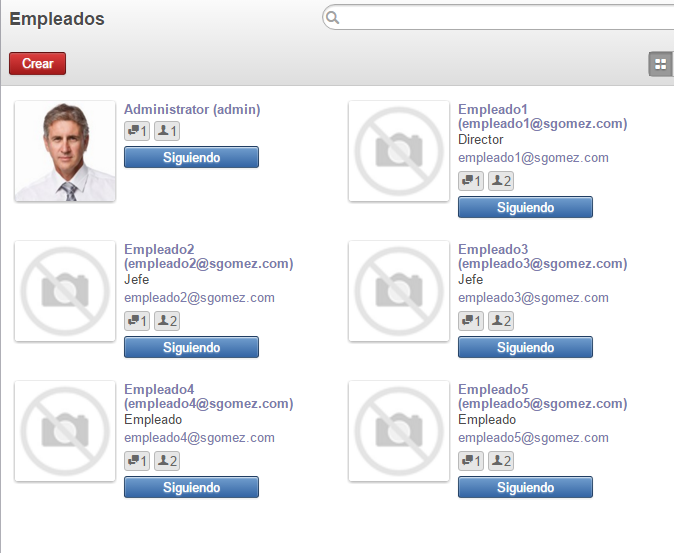 Empleados
Crear
Administrator (admin)
1 1
Siguiendo
Empleado1
(empleado1@sgomez.com)
Director
empleado1@sgomez.com
1 2
Siguiendo
Empleado2
(empleado2@sgomez.com)
Jefe
empleado2@sgomez.com
1 2
Siguiendo
Empleado3
(empleado3@sgomez.com)
Jefe
empleado3@sgomez.com
1 2
Siguiendo
Empleado4
(empleado4@sgomez.com)
Empleado
empleado4@sgomez.com
1 2
Siguiendo
Empleado5
(empleado5@sgomez.com)
Empleado
empleado5@sgomez.com
1 2
Siguiendo